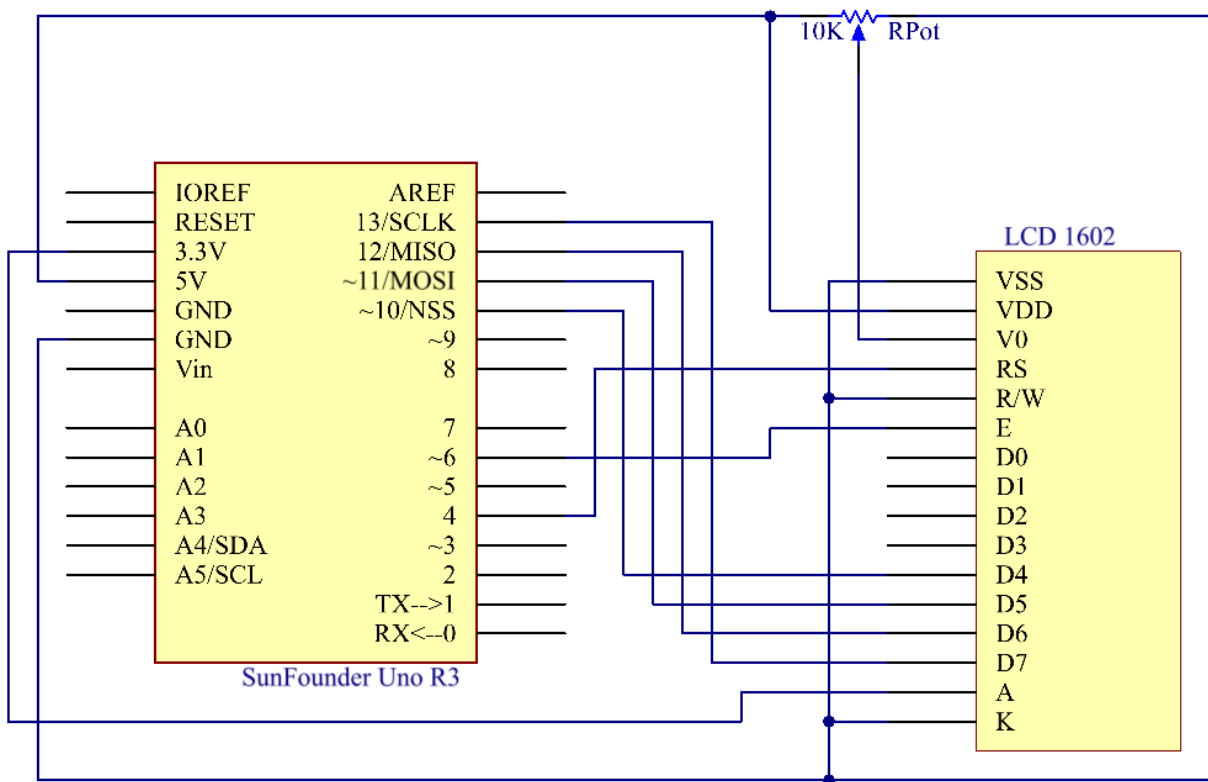 10K RPot
IOREF AREF
RESET 13/SCLK
3.3V 12/MISO
5V ~11/MOSI
GND ~10/NSS
GND ~9
Vin 8
A0 7
A1 ~6
A2 ~5
A3 4
A4/SDA ~3
A5/SCL 2
TX-->1
RX<--0
SunFounder Uno R3
LCD 1602
VSS
VDD
V0
RS
R/W
E
D0
D1
D2
D3
D4
D5
D6
D7
A
K